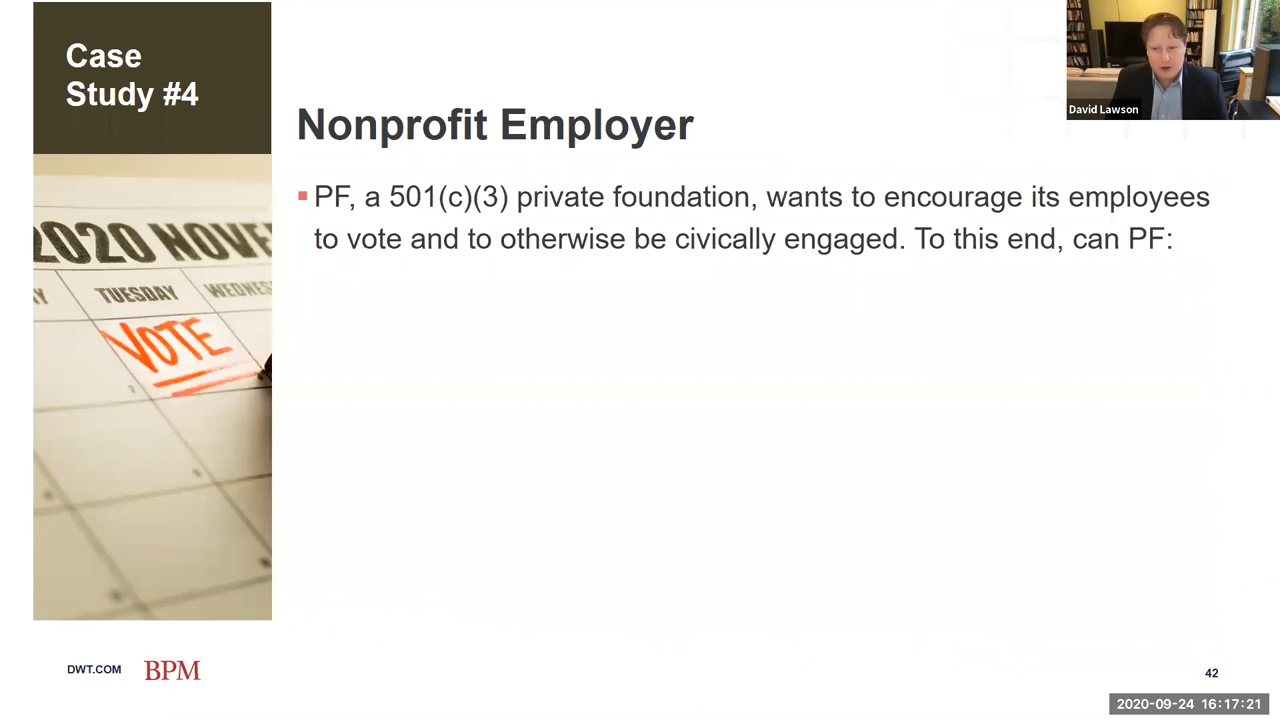 Case
Study #4
David Lawson
Nonprofit Employer
PF, a 501(c)(3) private foundation, wants to encourage its employees
to vote and to otherwise be civically engaged. To this end, can PF:
2020 NOVE
TUESDAY
WEDNES
VOTE
DWT.COM
BPM
42
2020-09-24 16:17:21